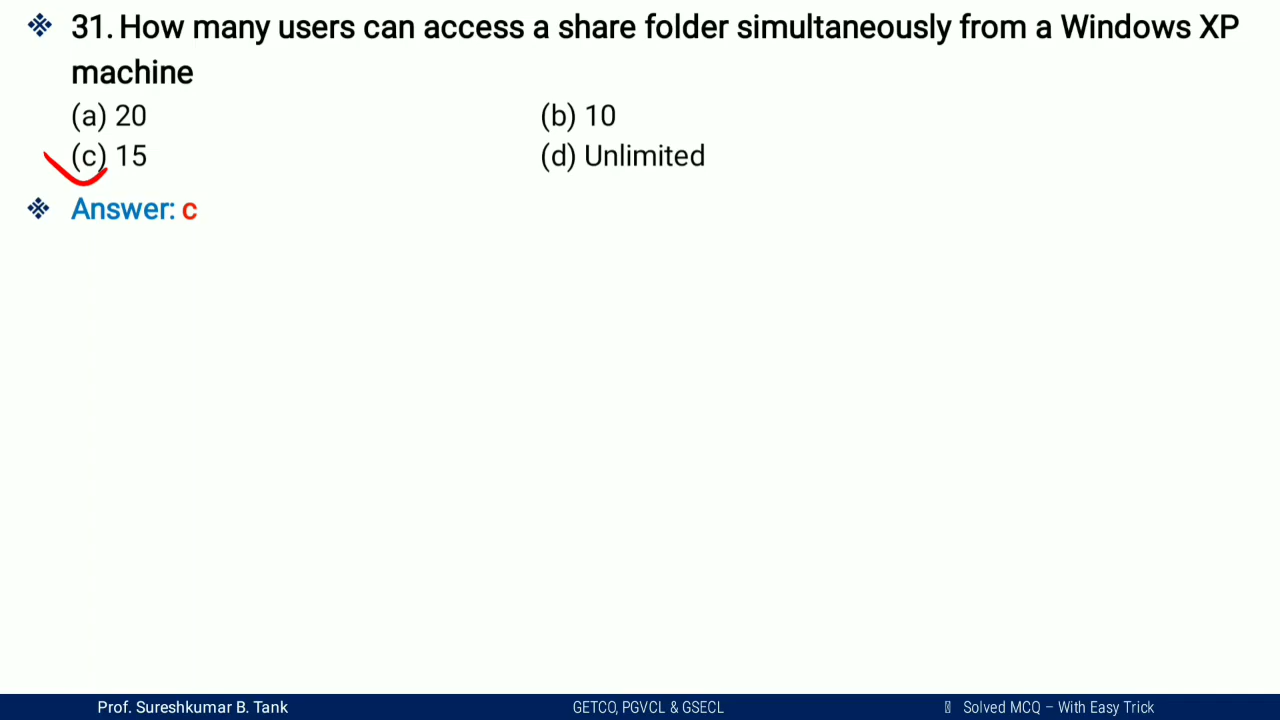 31. How many users can access a share folder simultaneously from a Windows XP
machine
(a) 20 (b) 10
(c) 15 (d) Unlimited
Answer: c
Prof. Sureshkumar B. Tank GETCO, PGVCL & GSECL Solved MCQ – With Easy Trick